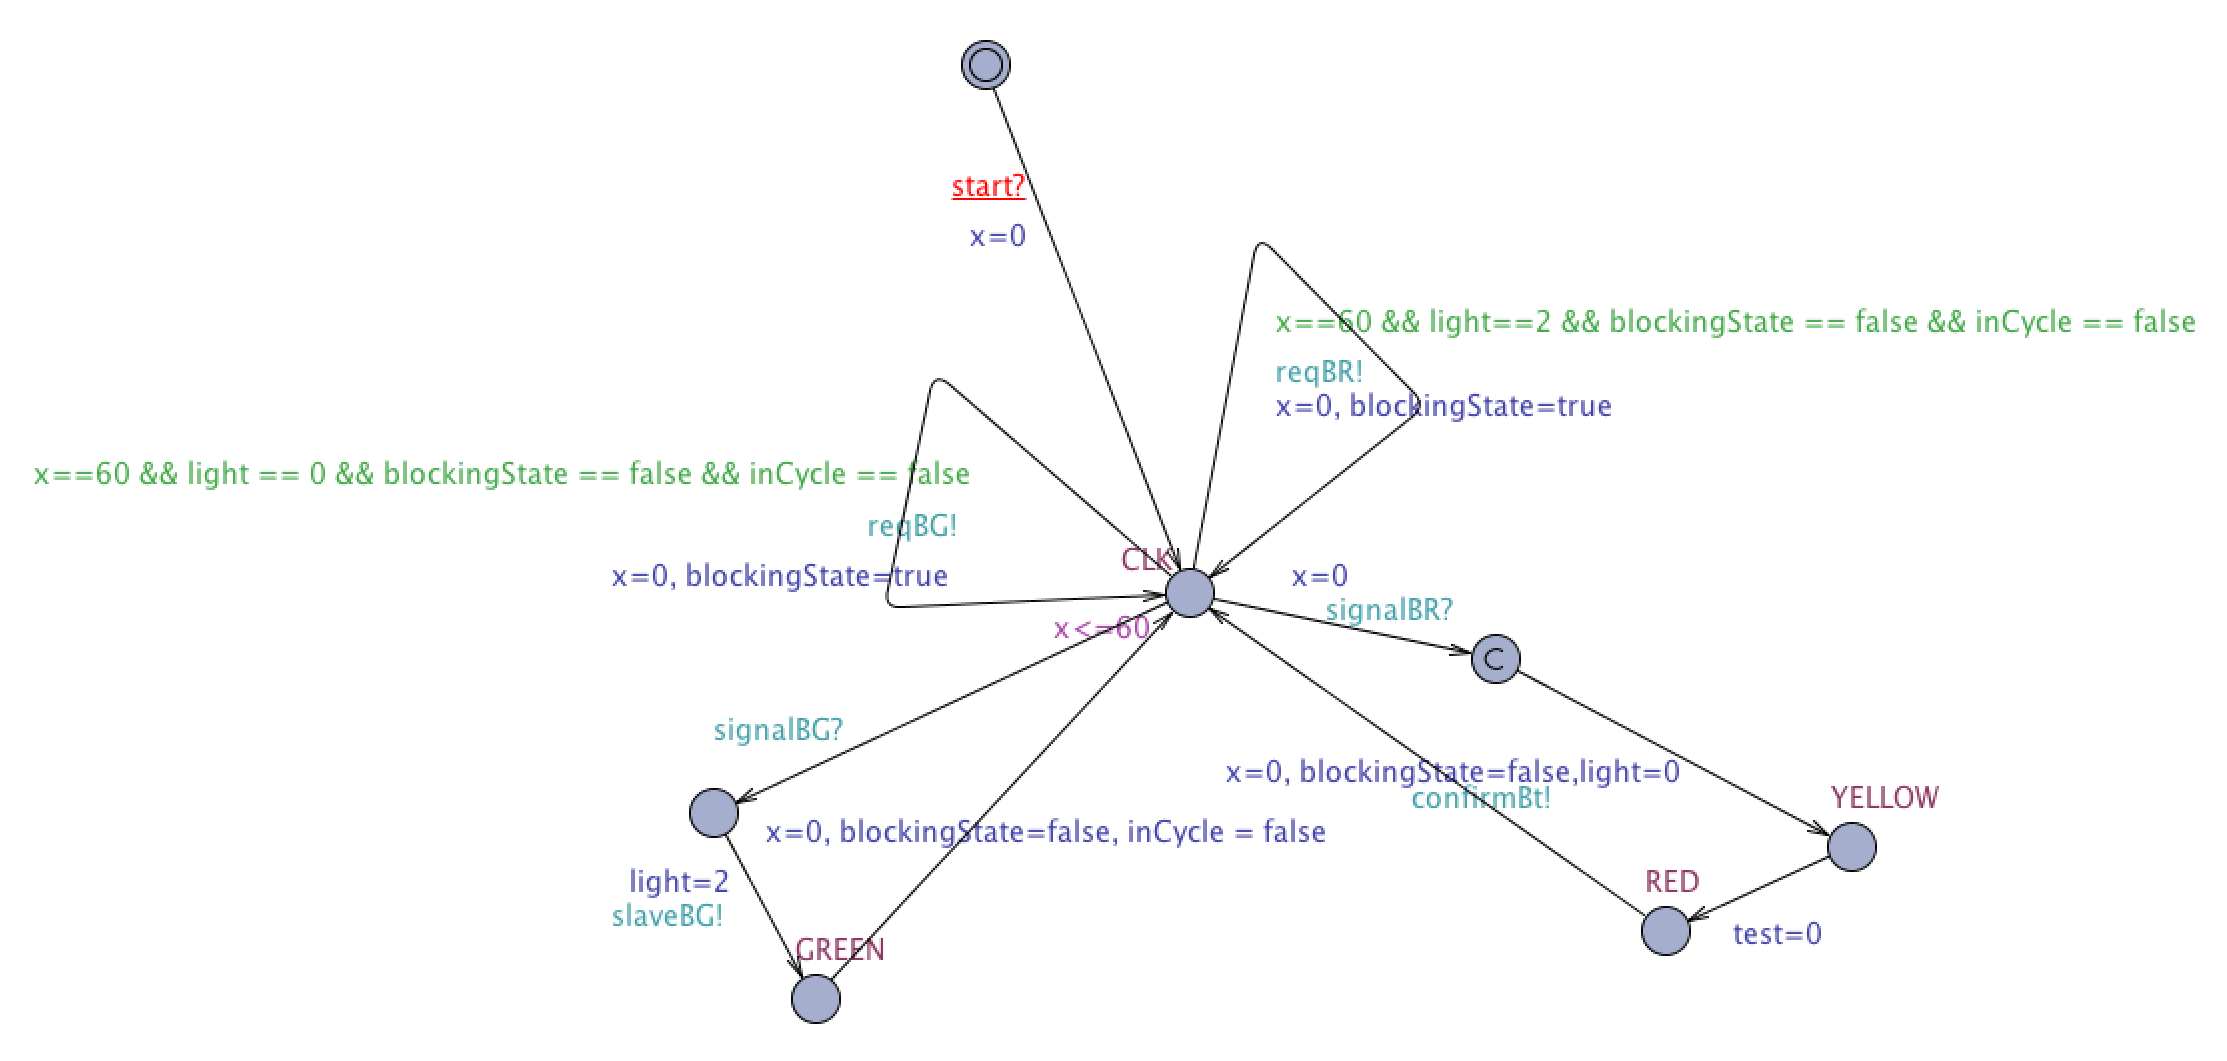 start?
x=0
x==60 && light==2 && blockingState == false && inCycle == false
reqBR!
x=0, blockingState=true
x==60 && light == 0 && blockingState == false && inCycle == false
reqBG!
x=0, blockingState=true
CLK
x<=60
x=0
signalBR?
C
signalBG?
x=0, blockingState=false,light=0
confirmBt!
YELLOW
x=0, blockingState=false, inCycle = false
light=2
slaveBG!
RED
test=0
GREEN